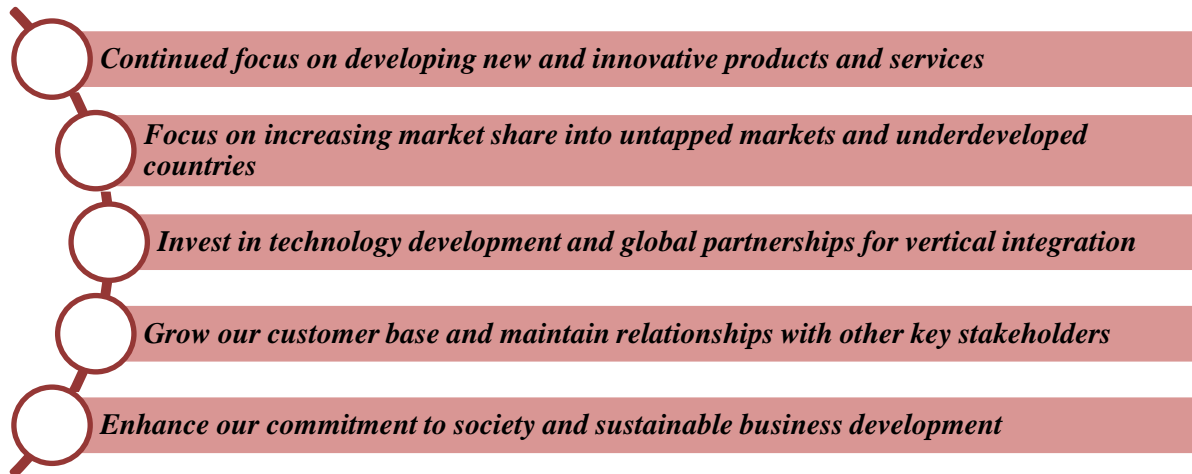 Continued focus on developing new and innovative products and services
Focus on increasing market share into untapped markets and underdeveloped
countries
Invest in technology development and global partnerships for vertical integration
Grow our customer base and maintain relationships with other key stakeholders
Enhance our commitment to society and sustainable business development